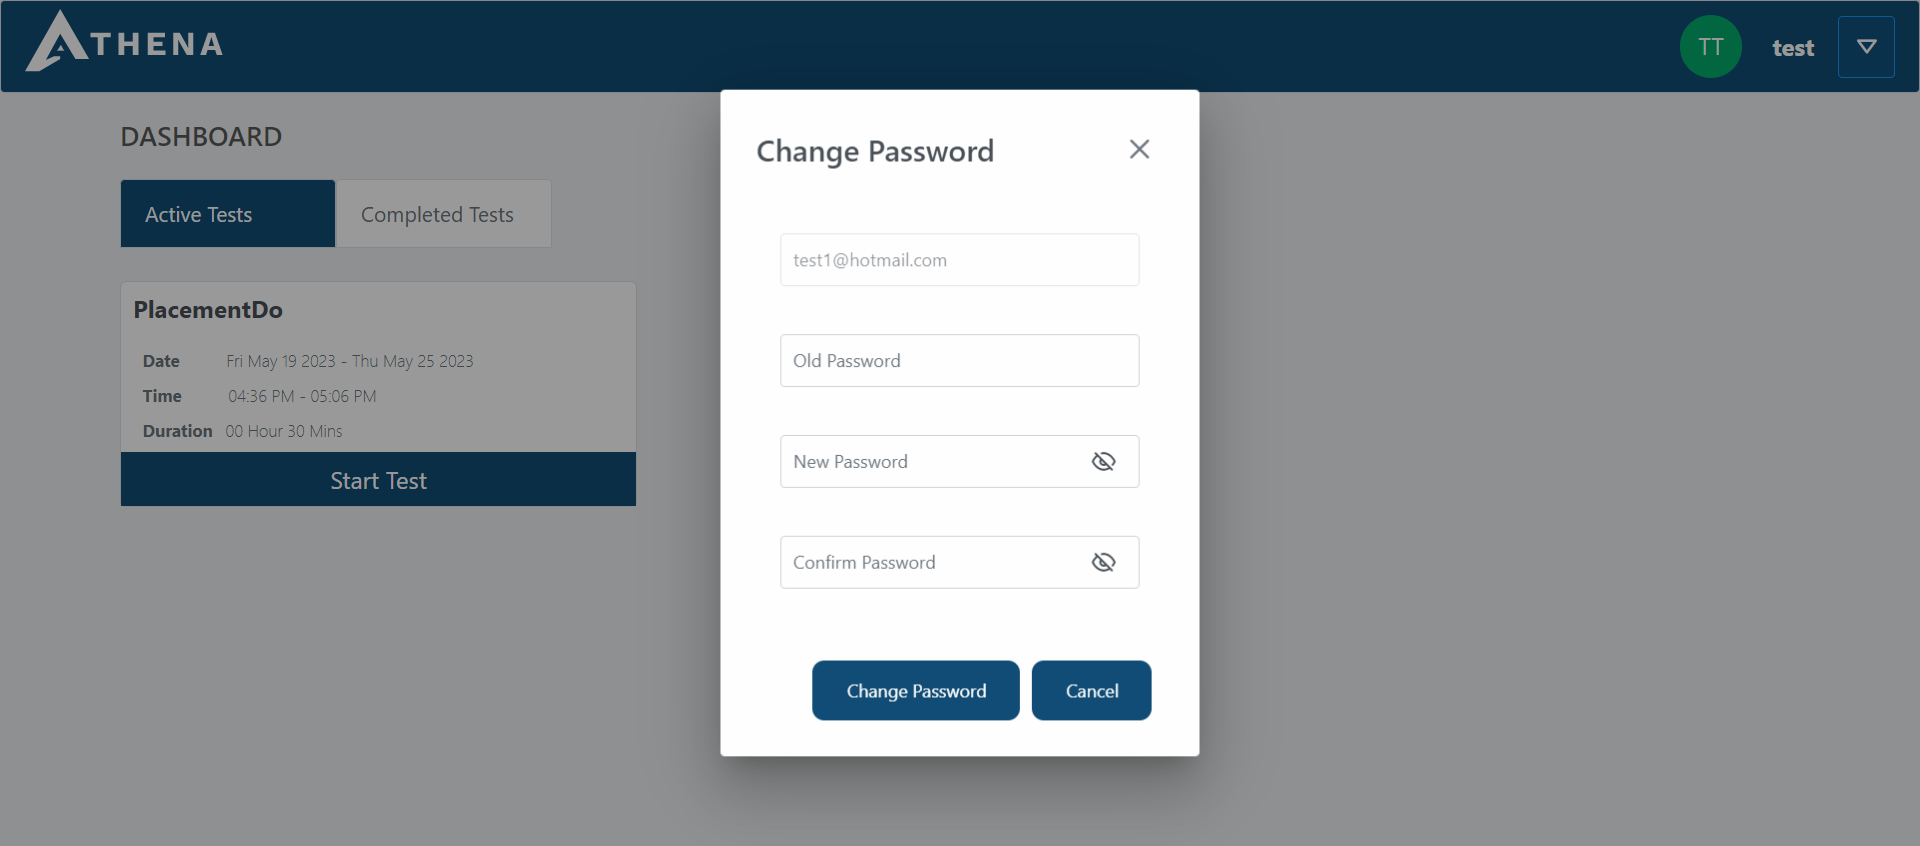 ATHENA
TT test
DASHBOARD
Active Tests Completed Tests
PlacementDo
Date Fri May 19 2023 - Thu May 25 2023
Time 04:36 PM - 05:06 PM
Duration 00 Hour 30 Mins
Start Test
Change Password
test1@hotmail.com
Old Password
New Password
Confirm Password
Change Password Cancel